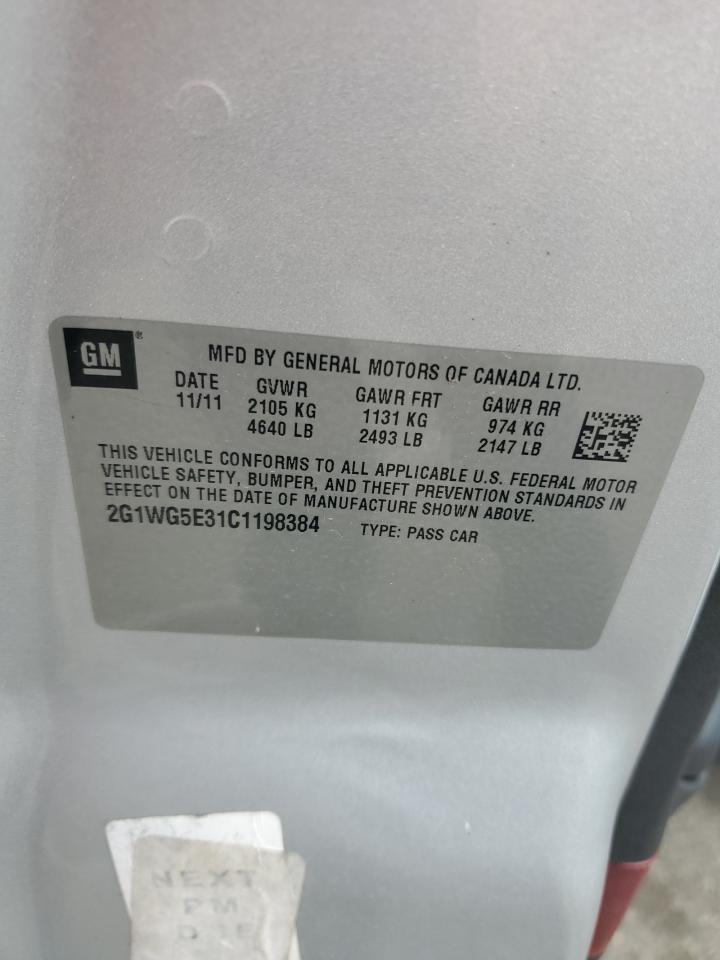 GM®
MFD BY GENERAL MOTORS OF CANADA LTD.
DATE GVWR GAWR FRT GAWR RR
11/11 2105 KG 1131 KG 974 KG
4640 LB 2493 LB 2147 LB
THIS VEHICLE CONFORMS TO ALL APPLICABLE U.S. FEDERAL MOTOR
VEHICLE SAFETY, BUMPER, AND THEFT PREVENTION STANDARDS IN
EFFECT ON THE DATE OF MANUFACTURE SHOWN ABOVE.
2G1WG5E31C1198384 TYPE: PASS CAR
NEXT
PM